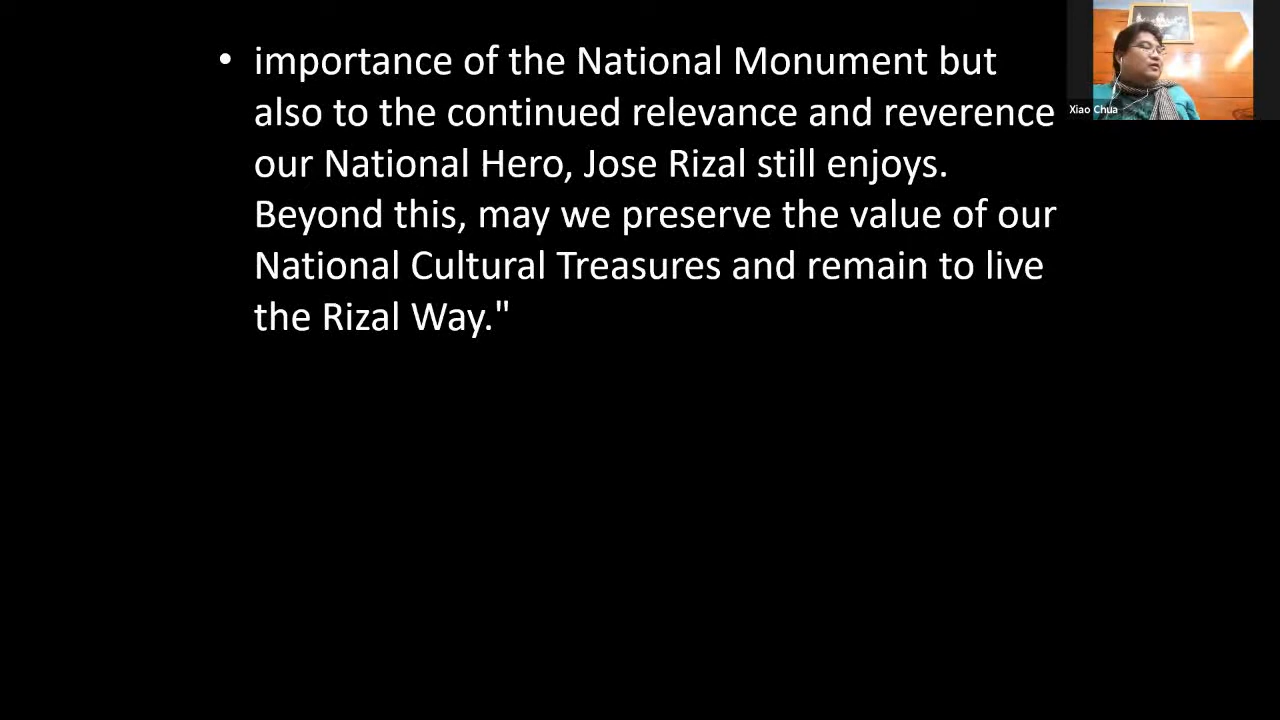 • importance of the National Monument but
also to the continued relevance and reverence
our National Hero, Jose Rizal still enjoys.
Beyond this, may we preserve the value of our
National Cultural Treasures and remain to live
the Rizal Way."
Xiao Chua